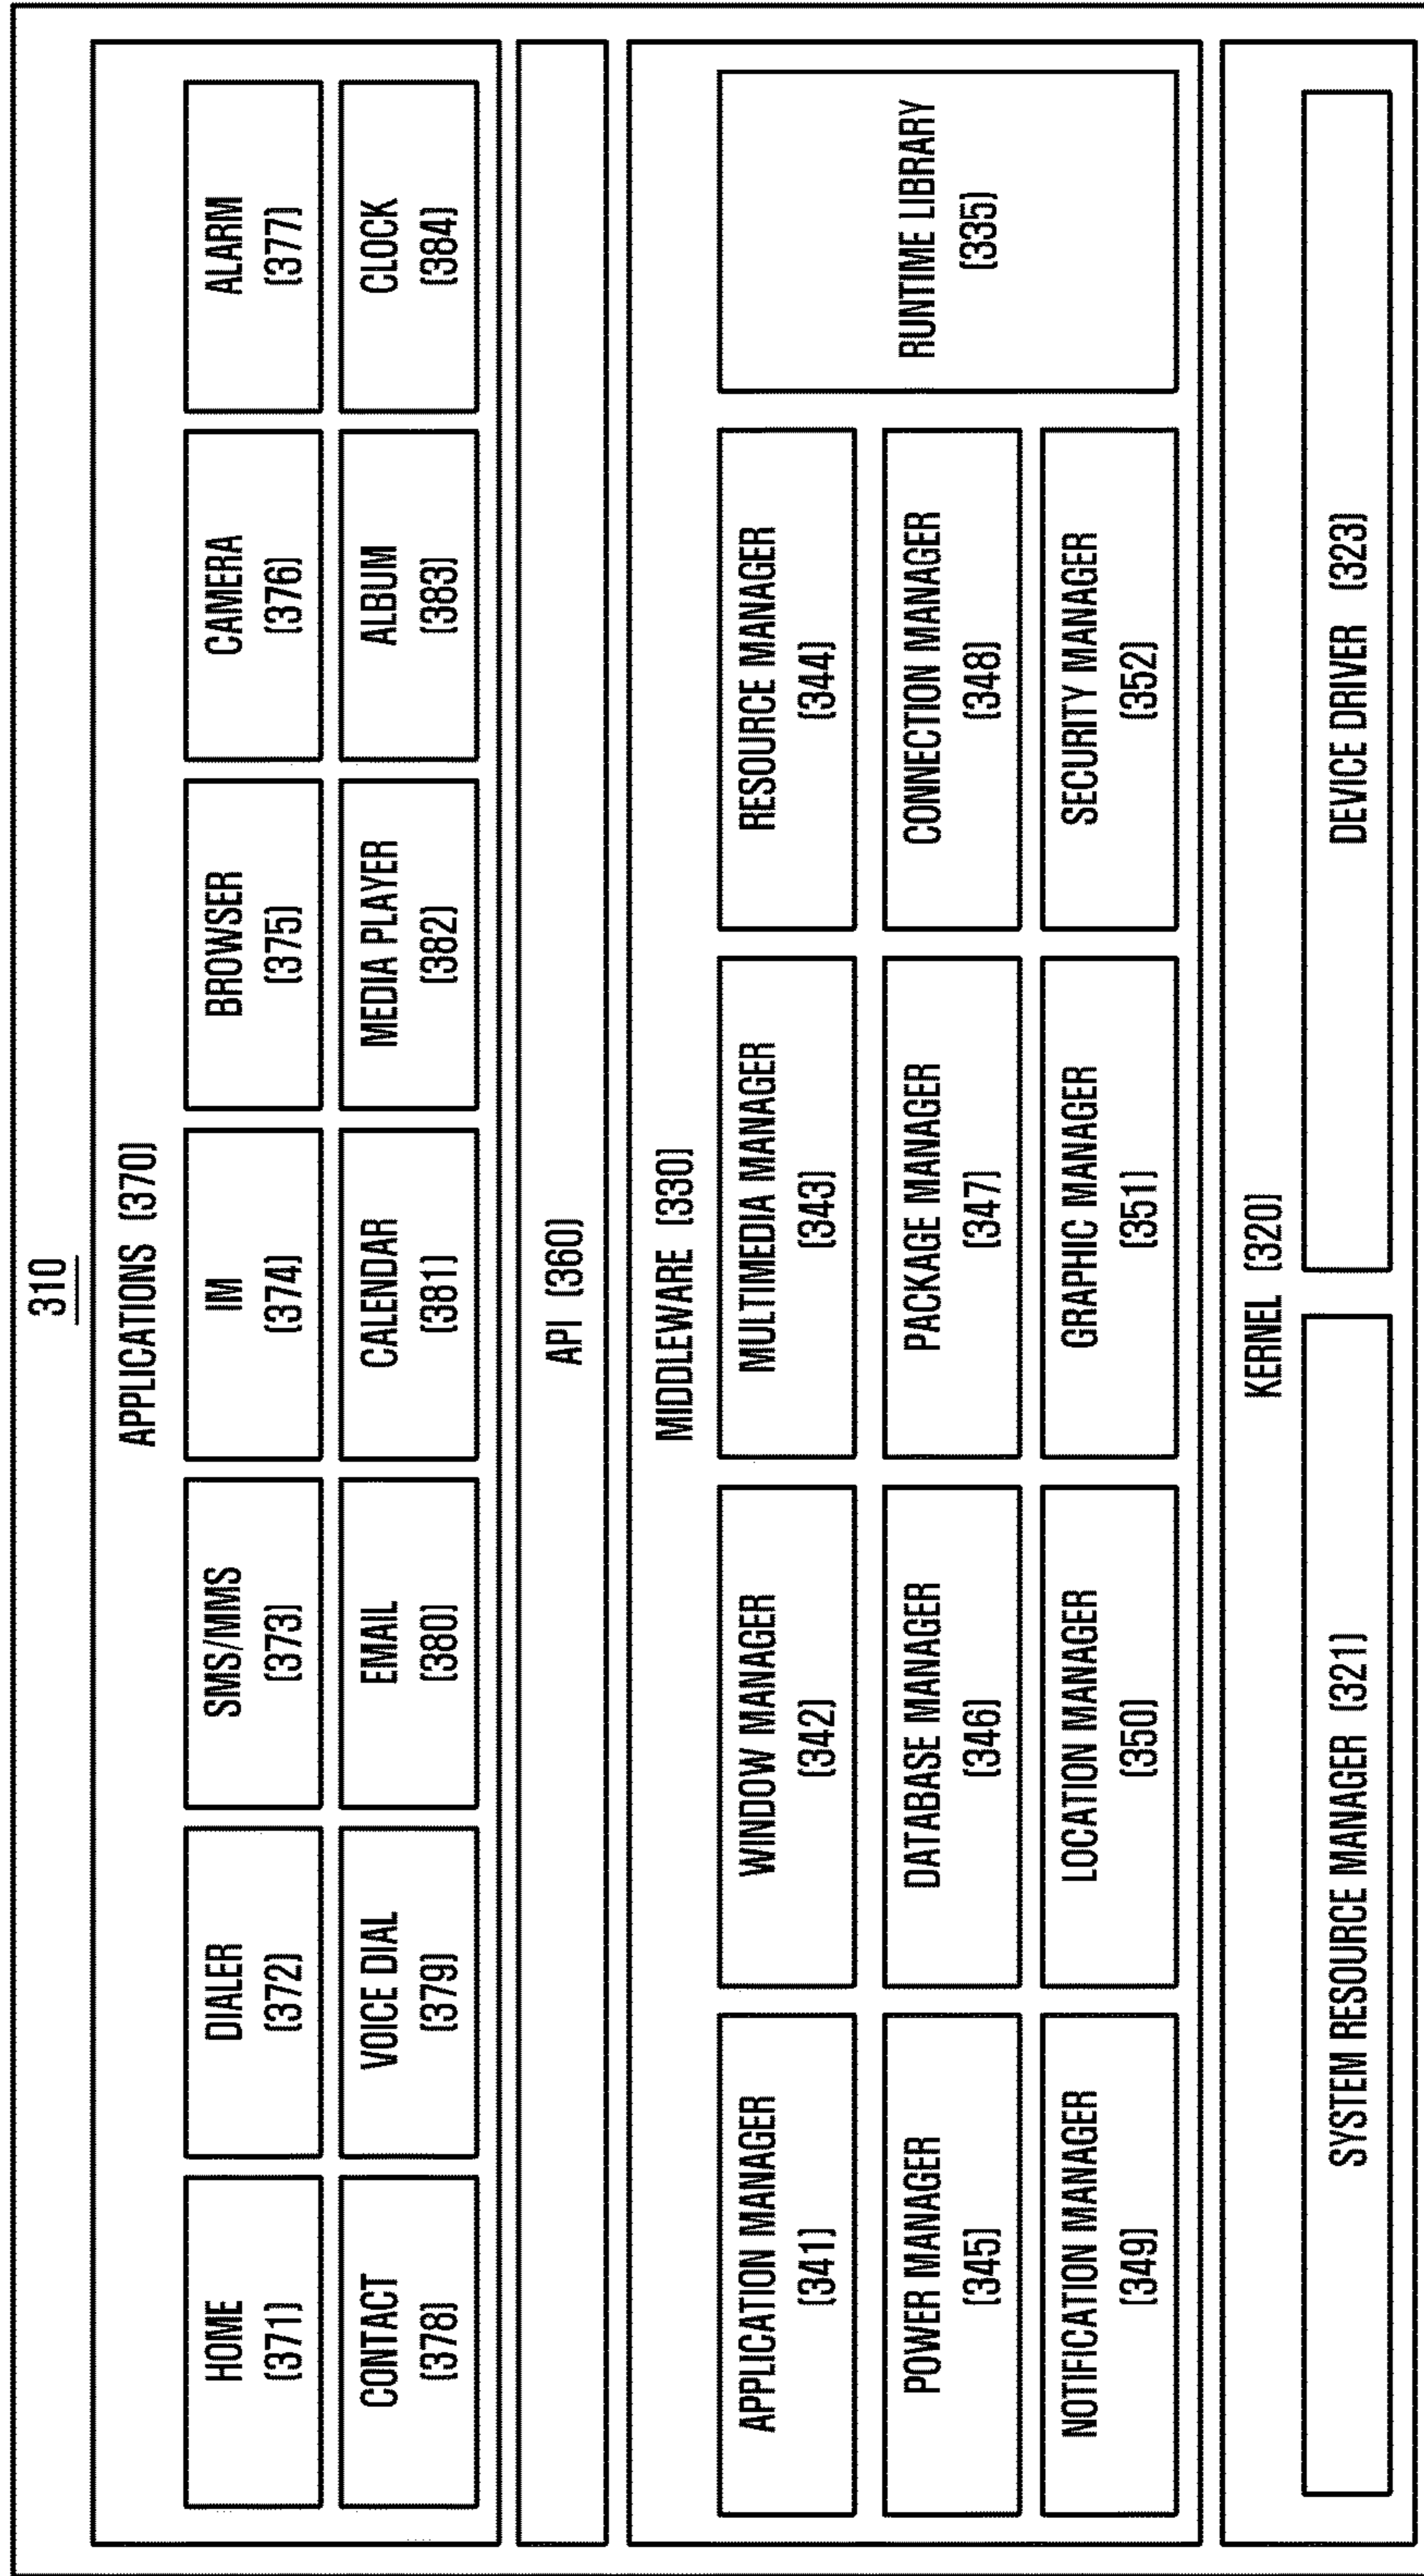 310
APPLICATIONS (370)
HOME
(371)
DIALER
(372)
SMS/MMS
(373)
IM
(374)
BROWSER
(375)
CAMERA
(376)
ALARM
(377)
CONTACT
(378)
VOICE DIAL
(379)
EMAIL
(380)
CALENDAR
(381)
MEDIA PLAYER
(382)
ALBUM
(383)
CLOCK
(384)
API (360)
MIDDLEWARE (330)
APPLICATION MANAGER
(341)
WINDOW MANAGER
(342)
MULTIMEDIA MANAGER
(343)
RESOURCE MANAGER
(344)
POWER MANAGER
(345)
DATABASE MANAGER
(346)
PACKAGE MANAGER
(347)
CONNECTION MANAGER
(348)
NOTIFICATION MANAGER
(349)
LOCATION MANAGER
(350)
GRAPHIC MANAGER
(351)
SECURITY MANAGER
(352)
RUNTIME LIBRARY
(335)
KERNEL (320)
SYSTEM RESOURCE MANAGER (321)
DEVICE DRIVER (323)